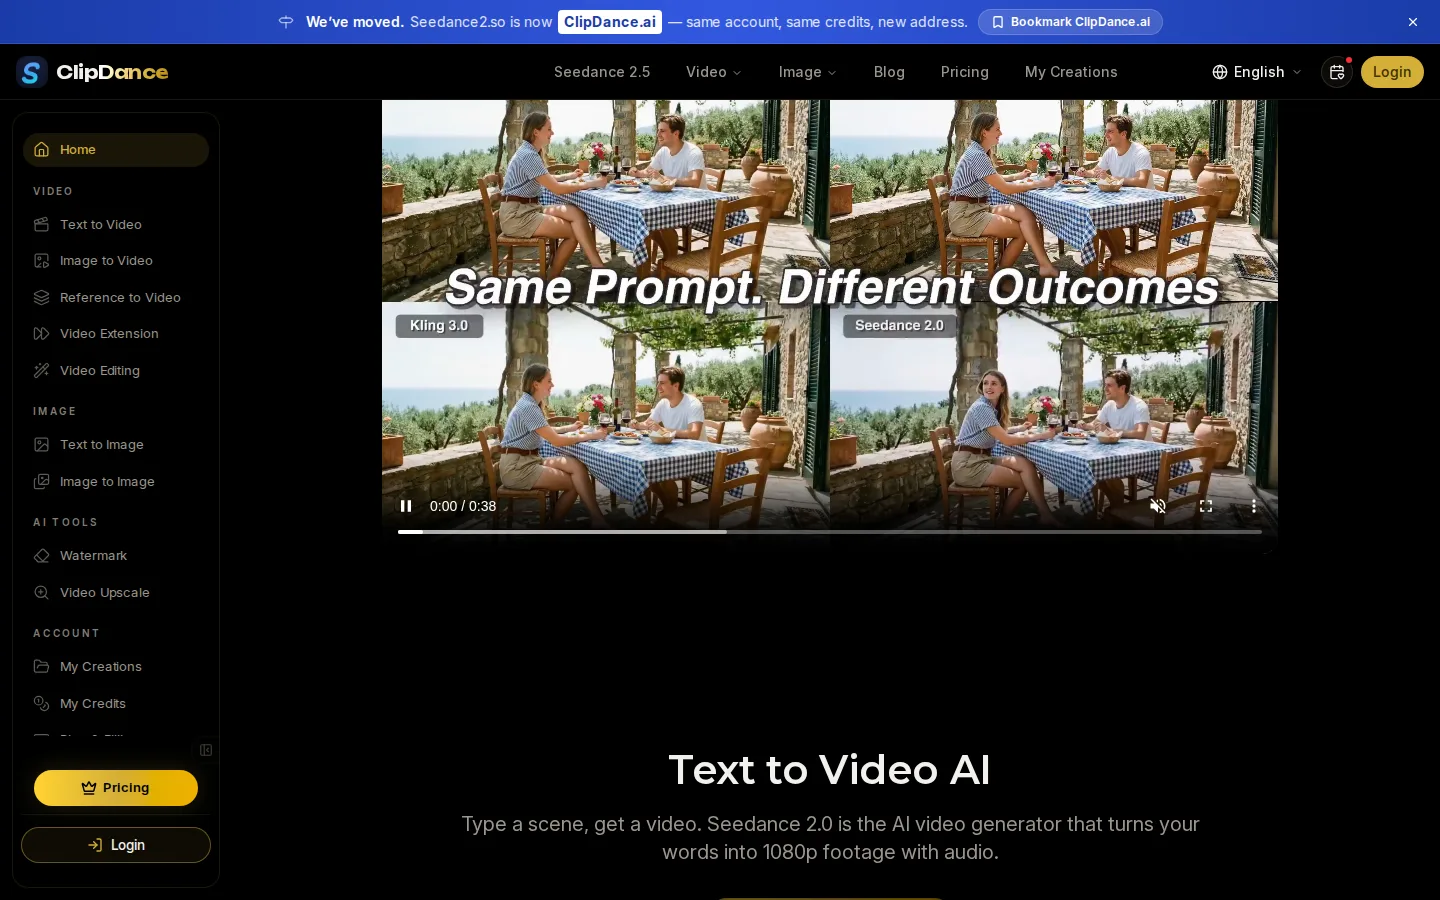 We've moved. Seedance2.so is now ClipDance.ai — same account, same credits, new address. Bookmark ClipDance.ai
ClipDance
Seedance 2.5 Video Image Blog Pricing My Creations English Login
Home
VIDEO
Text to Video
Image to Video
Reference to Video
Video Extension
Video Editing
IMAGE
Text to Image
Image to Image
AI TOOLS
Watermark
Video Upscale
ACCOUNT
My Creations
My Credits
Pricing
Login
Same Prompt. Different Outcomes
Kling 3.0
Seedance 2.0
0:00 / 0:38
Text to Video AI
Type a scene, get a video. Seedance 2.0 is the AI video generator that turns your
words into 1080p footage with audio.